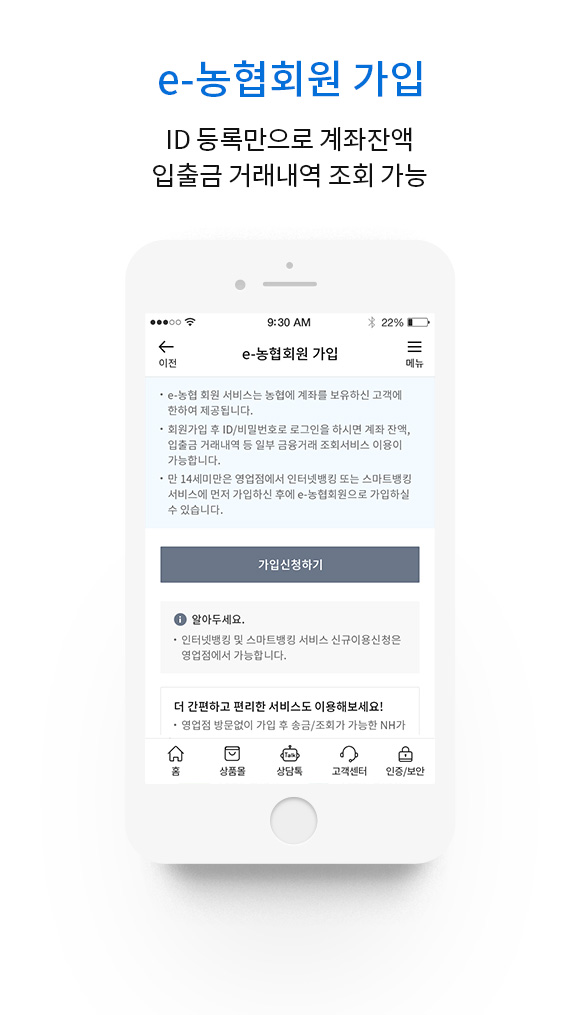 e-농협회원 가입
ID 등록만으로 계좌잔액
입출금 거래내역 조회 가능
9:30 AM
22%
이전
e-농협회원 가입
메뉴
• e-농협 회원 서비스는 농협에 계좌를 보유하신 고객에
한하여 제공됩니다.
• 회원가입 후 ID/비밀번호로 로그인을 하시면 계좌 잔액,
입출금 거래내역 등 일부 금융거래 조회서비스 이용이
가능합니다.
• 만 14세미만은 영업점에서 인터넷뱅킹 또는 스마트뱅킹
서비스에 먼저 가입하신 후에 e-농협회원으로 가입하실
수 있습니다.
가입신청하기
알아두세요.
• 인터넷뱅킹 및 스마트뱅킹 서비스 신규이용신청은
영업점에서 가능합니다.
더 간편하고 편리한 서비스도 이용해보세요!
• 영업점 방문없이 가입 후 송금/조회가 가능한 NH가
Talk
홈
상품몰
상담톡
고객센터
인증/보안